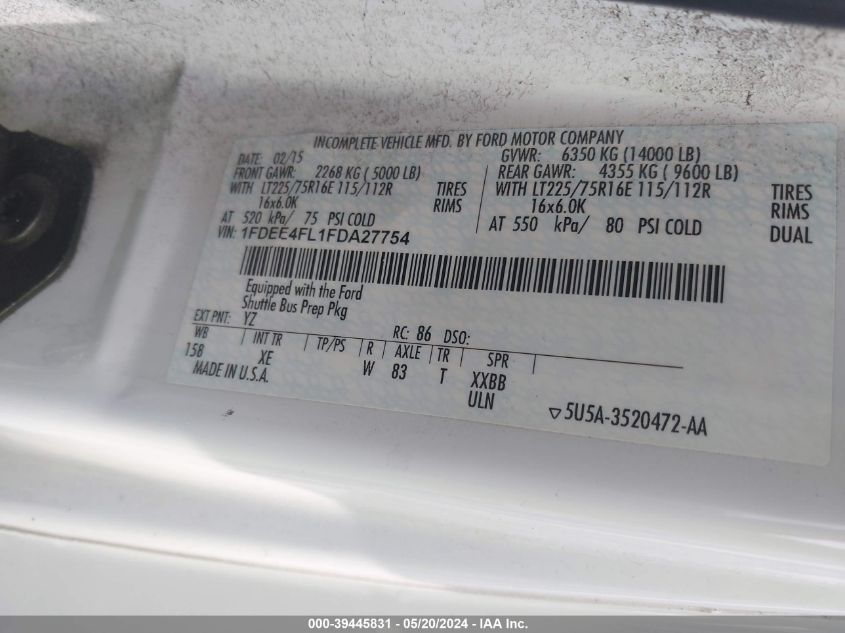 INCOMPLETE VEHICLE MFD. BY FORD MOTOR COMPANY
DATE: 02/15 GVWR: 6350 KG (14000 LB)
FRONT GAWR: 2268 KG ( 5000 LB) REAR GAWR: 4355 KG ( 9600 LB)
WITH LT225/75R16E 115/112R TIRES WITH LT225/75R16E 115/112R TIRES
16x6.0K RIMS 16x6.0K RIMS
AT 520 kPa/ 75 PSI COLD AT 550 kPa/ 80 PSI COLD DUAL
VIN: 1FDEE4FL1FDA27754
Equipped with the Ford
Shuttle Bus Prep Pkg
EXT PNT: YZ RC: 86 DSO:
WB INT TR TP/PS R AXLE TR SPR
158 XE W 83 T XXBB
MADE IN U.S.A. ULN
▽5U5A-3520472-AA
000-39445831 - 05/20/2024 - IAA Inc.